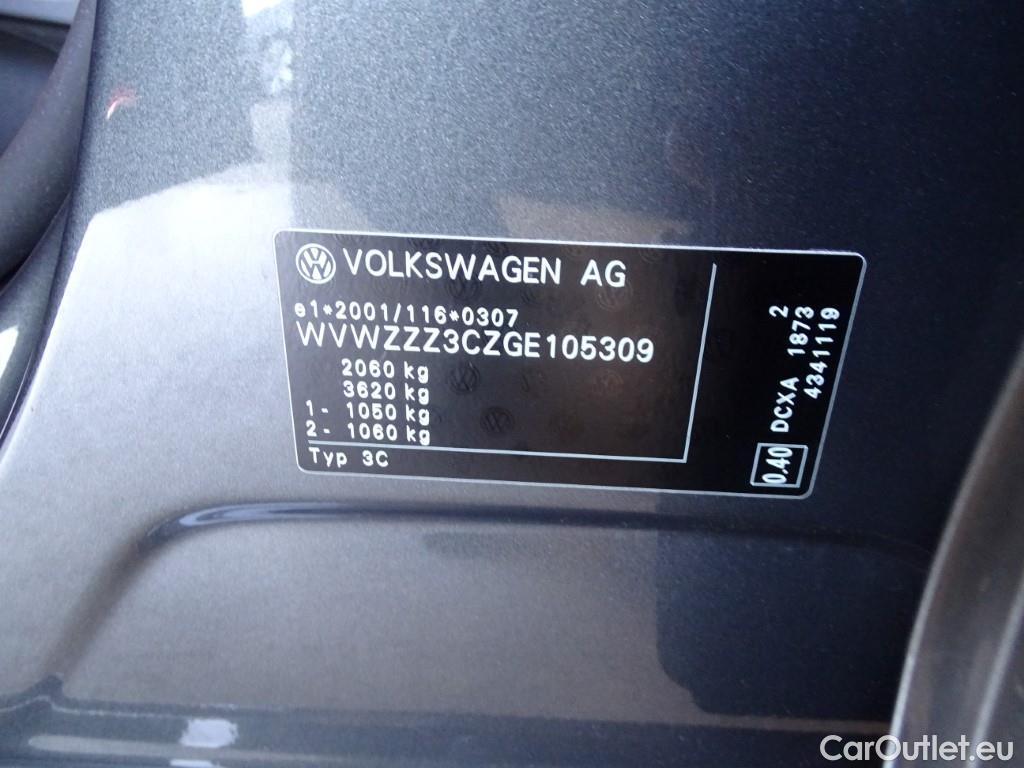 VOLKSWAGEN AG
e1*2001/116*0307
WVWZZZ3CZGE105309
2060 kg
3620 kg
1- 1050 kg
2- 1060 kg
Typ 3C
0.40 DCXA 1873 2
4341119
CarOutlet.eu